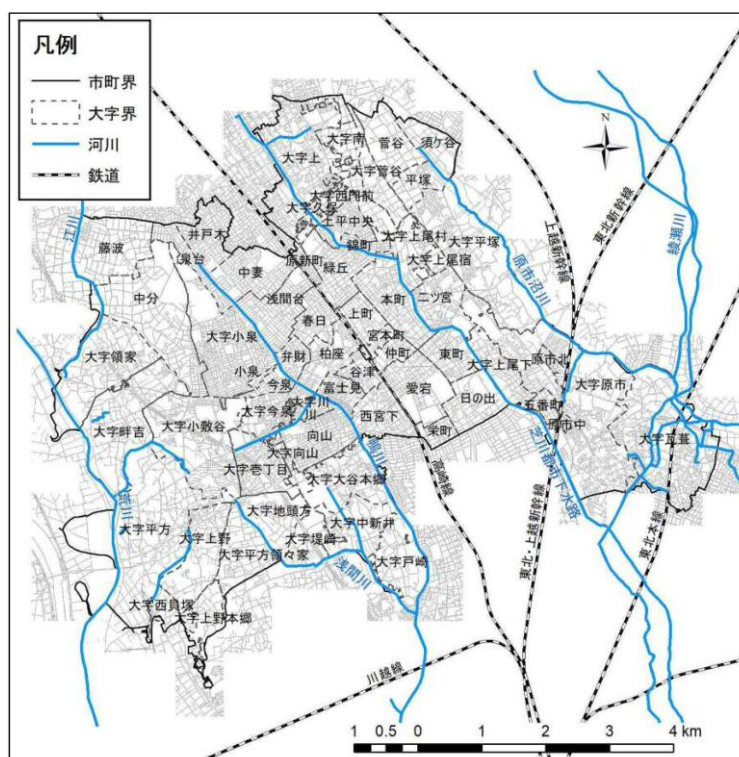 凡例
市町界
大字界
河川
鉄道
N
大字南
菅谷
須ケ谷
大字上
大字菅谷
平塚
大字西門前
大字久保
上平中央
江川
井戸木
藤波
泉台
錦町
大字上尾村
大字平塚
上越新幹線
東北新幹線
綾瀬川
原新町
緑丘
大字上尾宿
原市沼川
中妻
中分
浅間台
本町
二ツ宮
春日
上町
大字小泉
宮本町
大字領家
弁財
柏座
仲町
東町
大字上尾下
原市北
小泉
谷津
大字原市
今泉
富士見
愛宕
日の出
五番町
大字今泉
大字川
川
西宮下
原市中
大字畔吉
大字小敷谷
向山
栄町
大字瓦葺
大字向山
鴨川
高崎線
芝川都市下水路
大字壱丁目
荒川
大字大谷本郷
大字地頭方
大字平方
大字上野
大字中新井
東北・上越新幹線
東北本線
大字堤崎
大字平方領々家
大字戸崎
浅間川
大字西貝塚
大字上野本郷
川越線
1 0.5 0 1 2 3 4 km